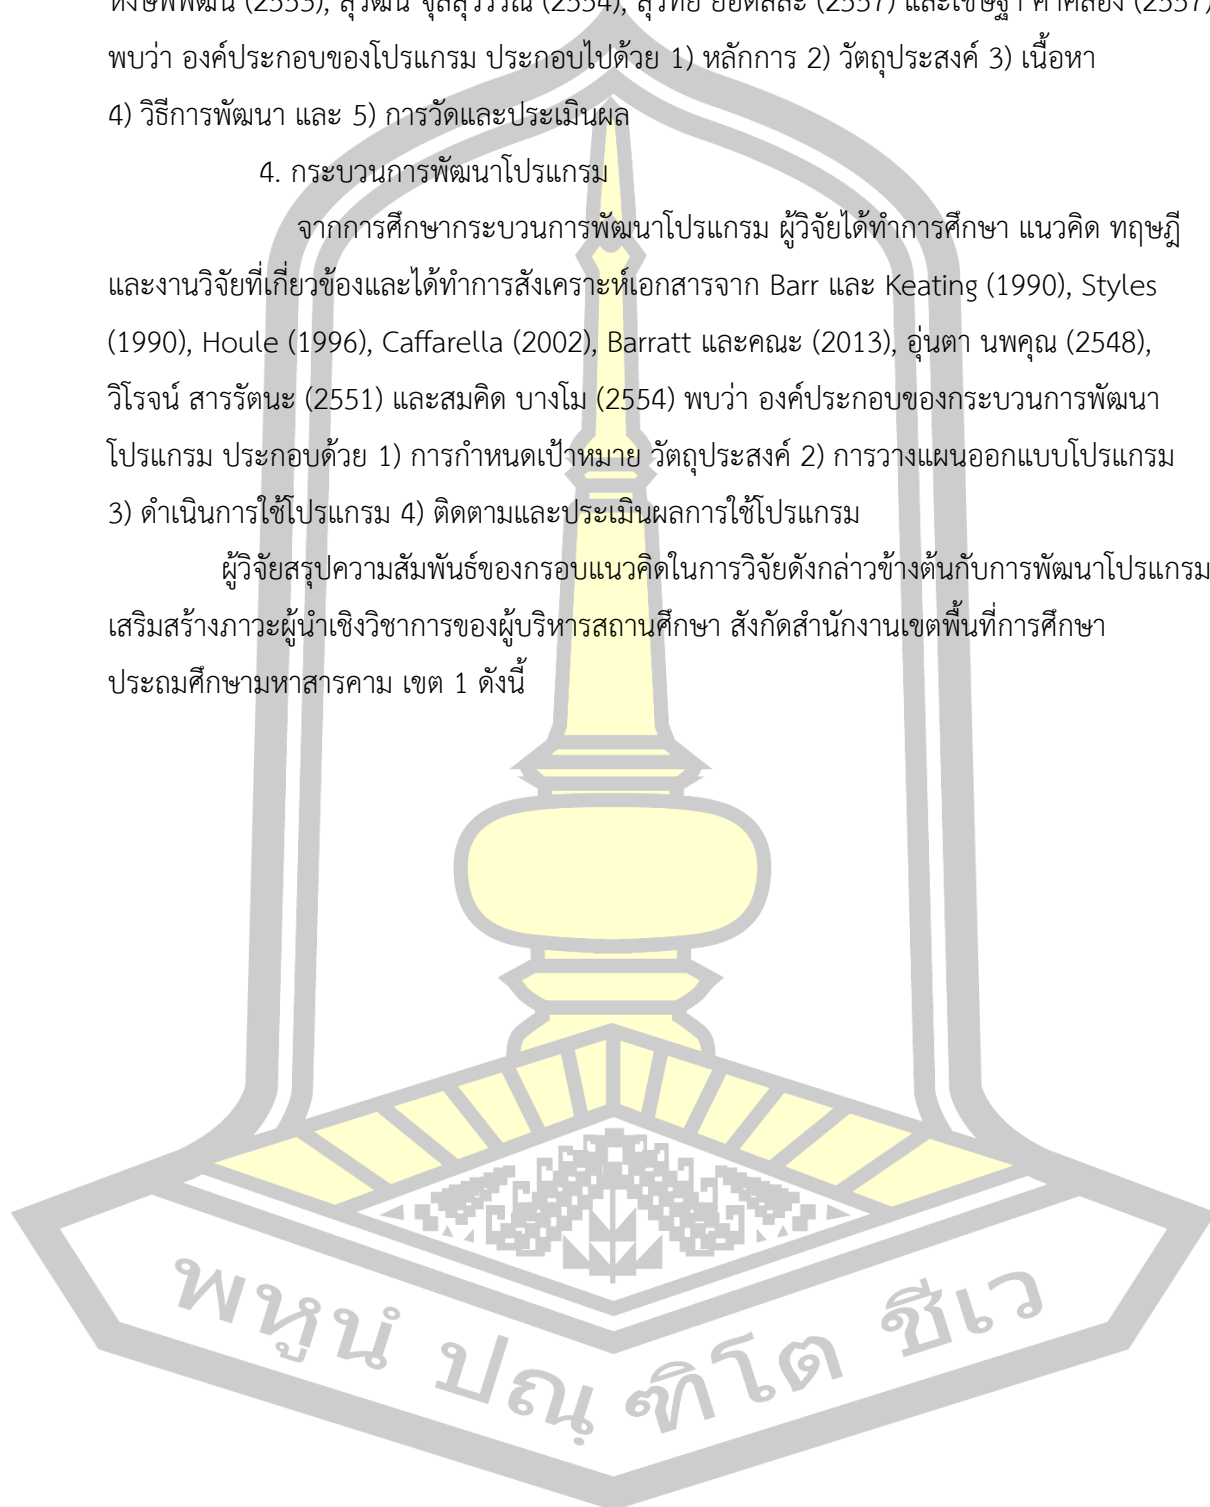 (2553), (2554), (2557) (2557)
พบว่า องค์ประกอบของโปรแกรม ประกอบไปด้วย 1) หลักการ 2) วัตถุประสงค์ 3) เนื้อหา
4) วิธีการพัฒนา และ 5) การวัดและประเมินผล
4. กระบวนการพัฒนาโปรแกรม
จากการศึกษากระบวนการพัฒนาโปรแกรม ผู้วิจัยได้ทำการศึกษา แนวคิด ทฤษฎี
และงานวิจัยที่เกี่ยวข้องและได้ทำการสังเคราะห์เอกสารจาก Barr และ Keating (1990), Styles
(1990), Houle (1996), Caffarella (2002), Barratt และคณะ (2013), อุ่นตา นพคุณ (2548),
วิโรจน์ สารรัตนะ (2551) และสมคิด บางโม (2554) พบว่า องค์ประกอบของกระบวนการพัฒนา
โปรแกรม ประกอบด้วย 1) การกำหนดเป้าหมาย วัตถุประสงค์ 2) การวางแผนออกแบบโปรแกรม
3) ดำเนินการใช้โปรแกรม 4) ติดตามและประเมินผลการใช้โปรแกรม
ผู้วิจัยสรุปความสัมพันธ์ของกรอบแนวคิดในการวิจัยดังกล่าวข้างต้นกับการพัฒนาโปรแกรม
เสริมสร้างภาวะผู้นำเชิงวิชาการของผู้บริหารสถานศึกษา สังกัดสำนักงานเขตพื้นที่การศึกษา
ประถมศึกษามหาสารคาม เขต 1 ดังนี้
พหูนํ ปณฺฑิโต ชีเว